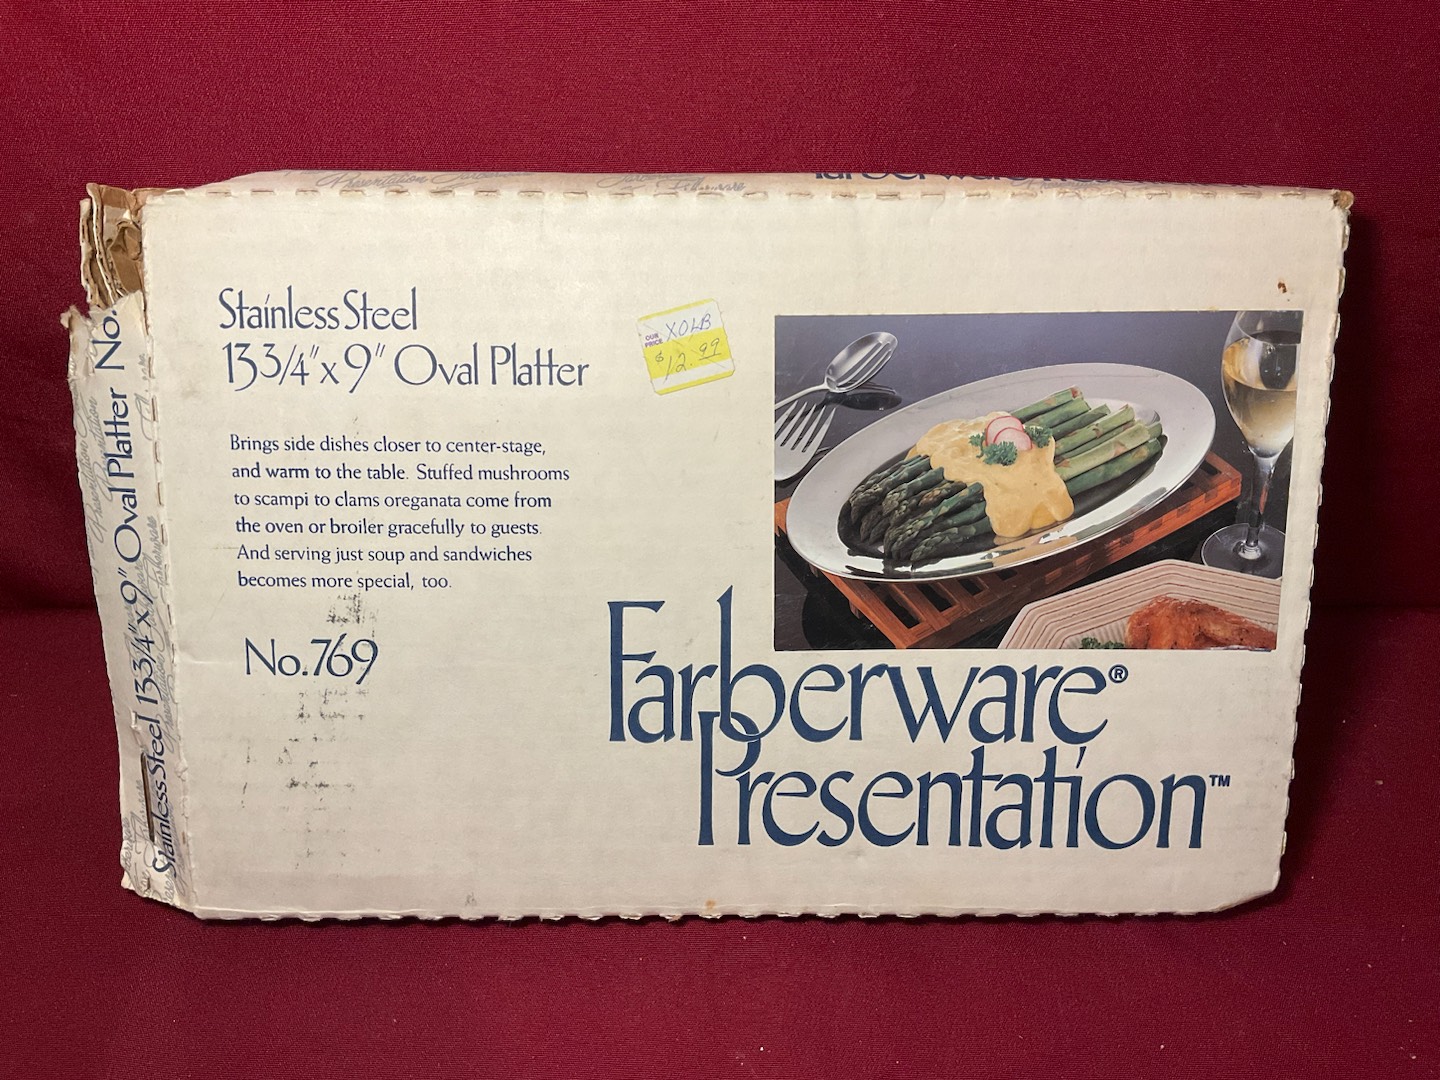 Stainless Steel
13 3/4" x 9" Oval Platter
OUR PRICE
XOLB
$12.99
Brings side dishes closer to center-stage,
and warm to the table. Stuffed mushrooms
to scampi to clams oreganata come from
the oven or broiler gracefully to guests.
And serving just soup and sandwiches
becomes more special, too.
No.769
Farberware®
Presentation™
Stainless Steel 13 3/4" x 9" Oval Platter No.
Presentation
Farberware